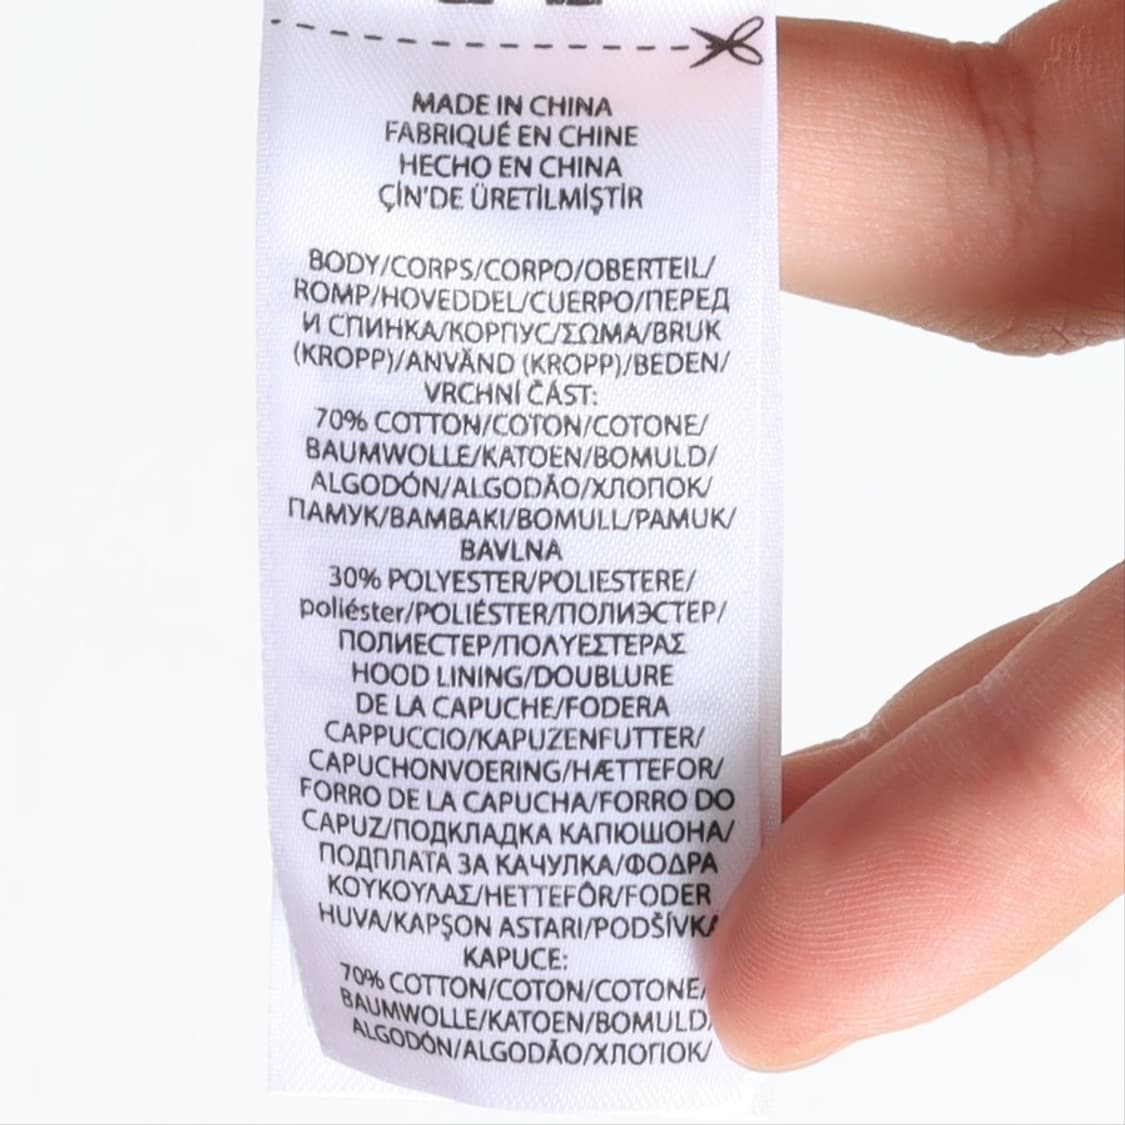 MADE IN CHINA
FABRIQUÉ EN CHINE
HECHO EN CHINA
ÇİN'DE ÜRETİLMİŞTİR
BODY/CORPS/CORPO/OBERTEIL/
ROMP/HOVEDDEL/CUERPO/ПЕРЕД
И СПИНКА/КОРПУС/ΣΩΜΑ/BRUK
(KROPP)/ANVÄND (KROPP)/BEDEN/
VRCHNÍ ČÁST:
70% COTTON/COTON/COTONE/
BAUMWOLLE/KATOEN/BOMULD/
ALGODÓN/ALGODÃO/ХЛОПОК/
ПАМУК/ΒΑΜΒΑΚΙ/BOMULL/PAMUK/
BAVLNA
30% POLYESTER/POLIESTERE/
poliéster/POLIÉSTER/ПОЛИЭСТЕР/
ПОЛИЕСТЕР/ΠΟΛΥΕΣΤΕΡΑΣ
HOOD LINING/DOUBLURE
DE LA CAPUCHE/FODERA
CAPPUCCIO/KAPUZENFUTTER/
CAPUCHONVOERING/HÆTTEFOR/
FORRO DE LA CAPUCHA/FORRO DO
CAPUZ/ПОДКЛАДКА КАПЮШОНА/
ПОДПЛАТА ЗА КАЧУЛКА/ΦΟΔΡΑ
ΚΟΥΚΟΥΛΑΣ/HETTEFÔR/FODER
HUVA/KAPŞON ASTARI/PODŠÍVKA
KAPUCE:
70% COTTON/COTON/COTONE/
BAUMWOLLE/KATOEN/BOMULD/
ALGODÓN/ALGODÃO/ХЛОПОК/